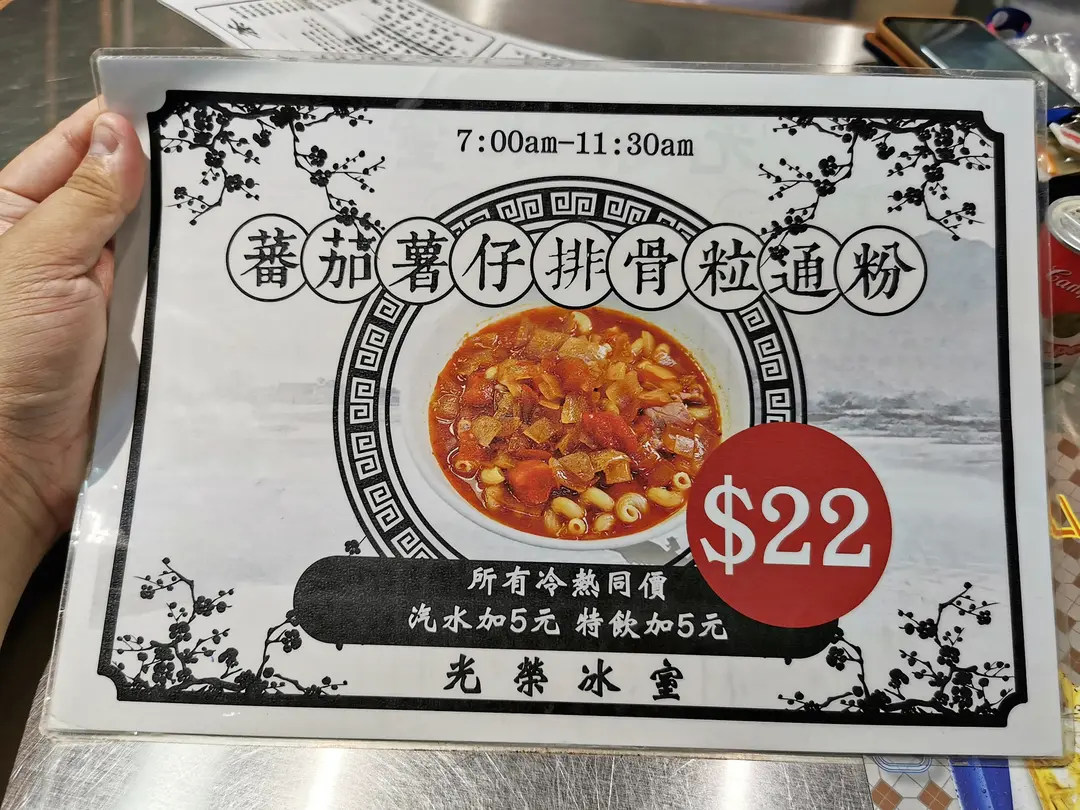 7:00am-11:30am
蕃茄薯仔排骨粒通粉
$22
所有冷熱同價
汽水加5元 特飲加5元
光榮冰室